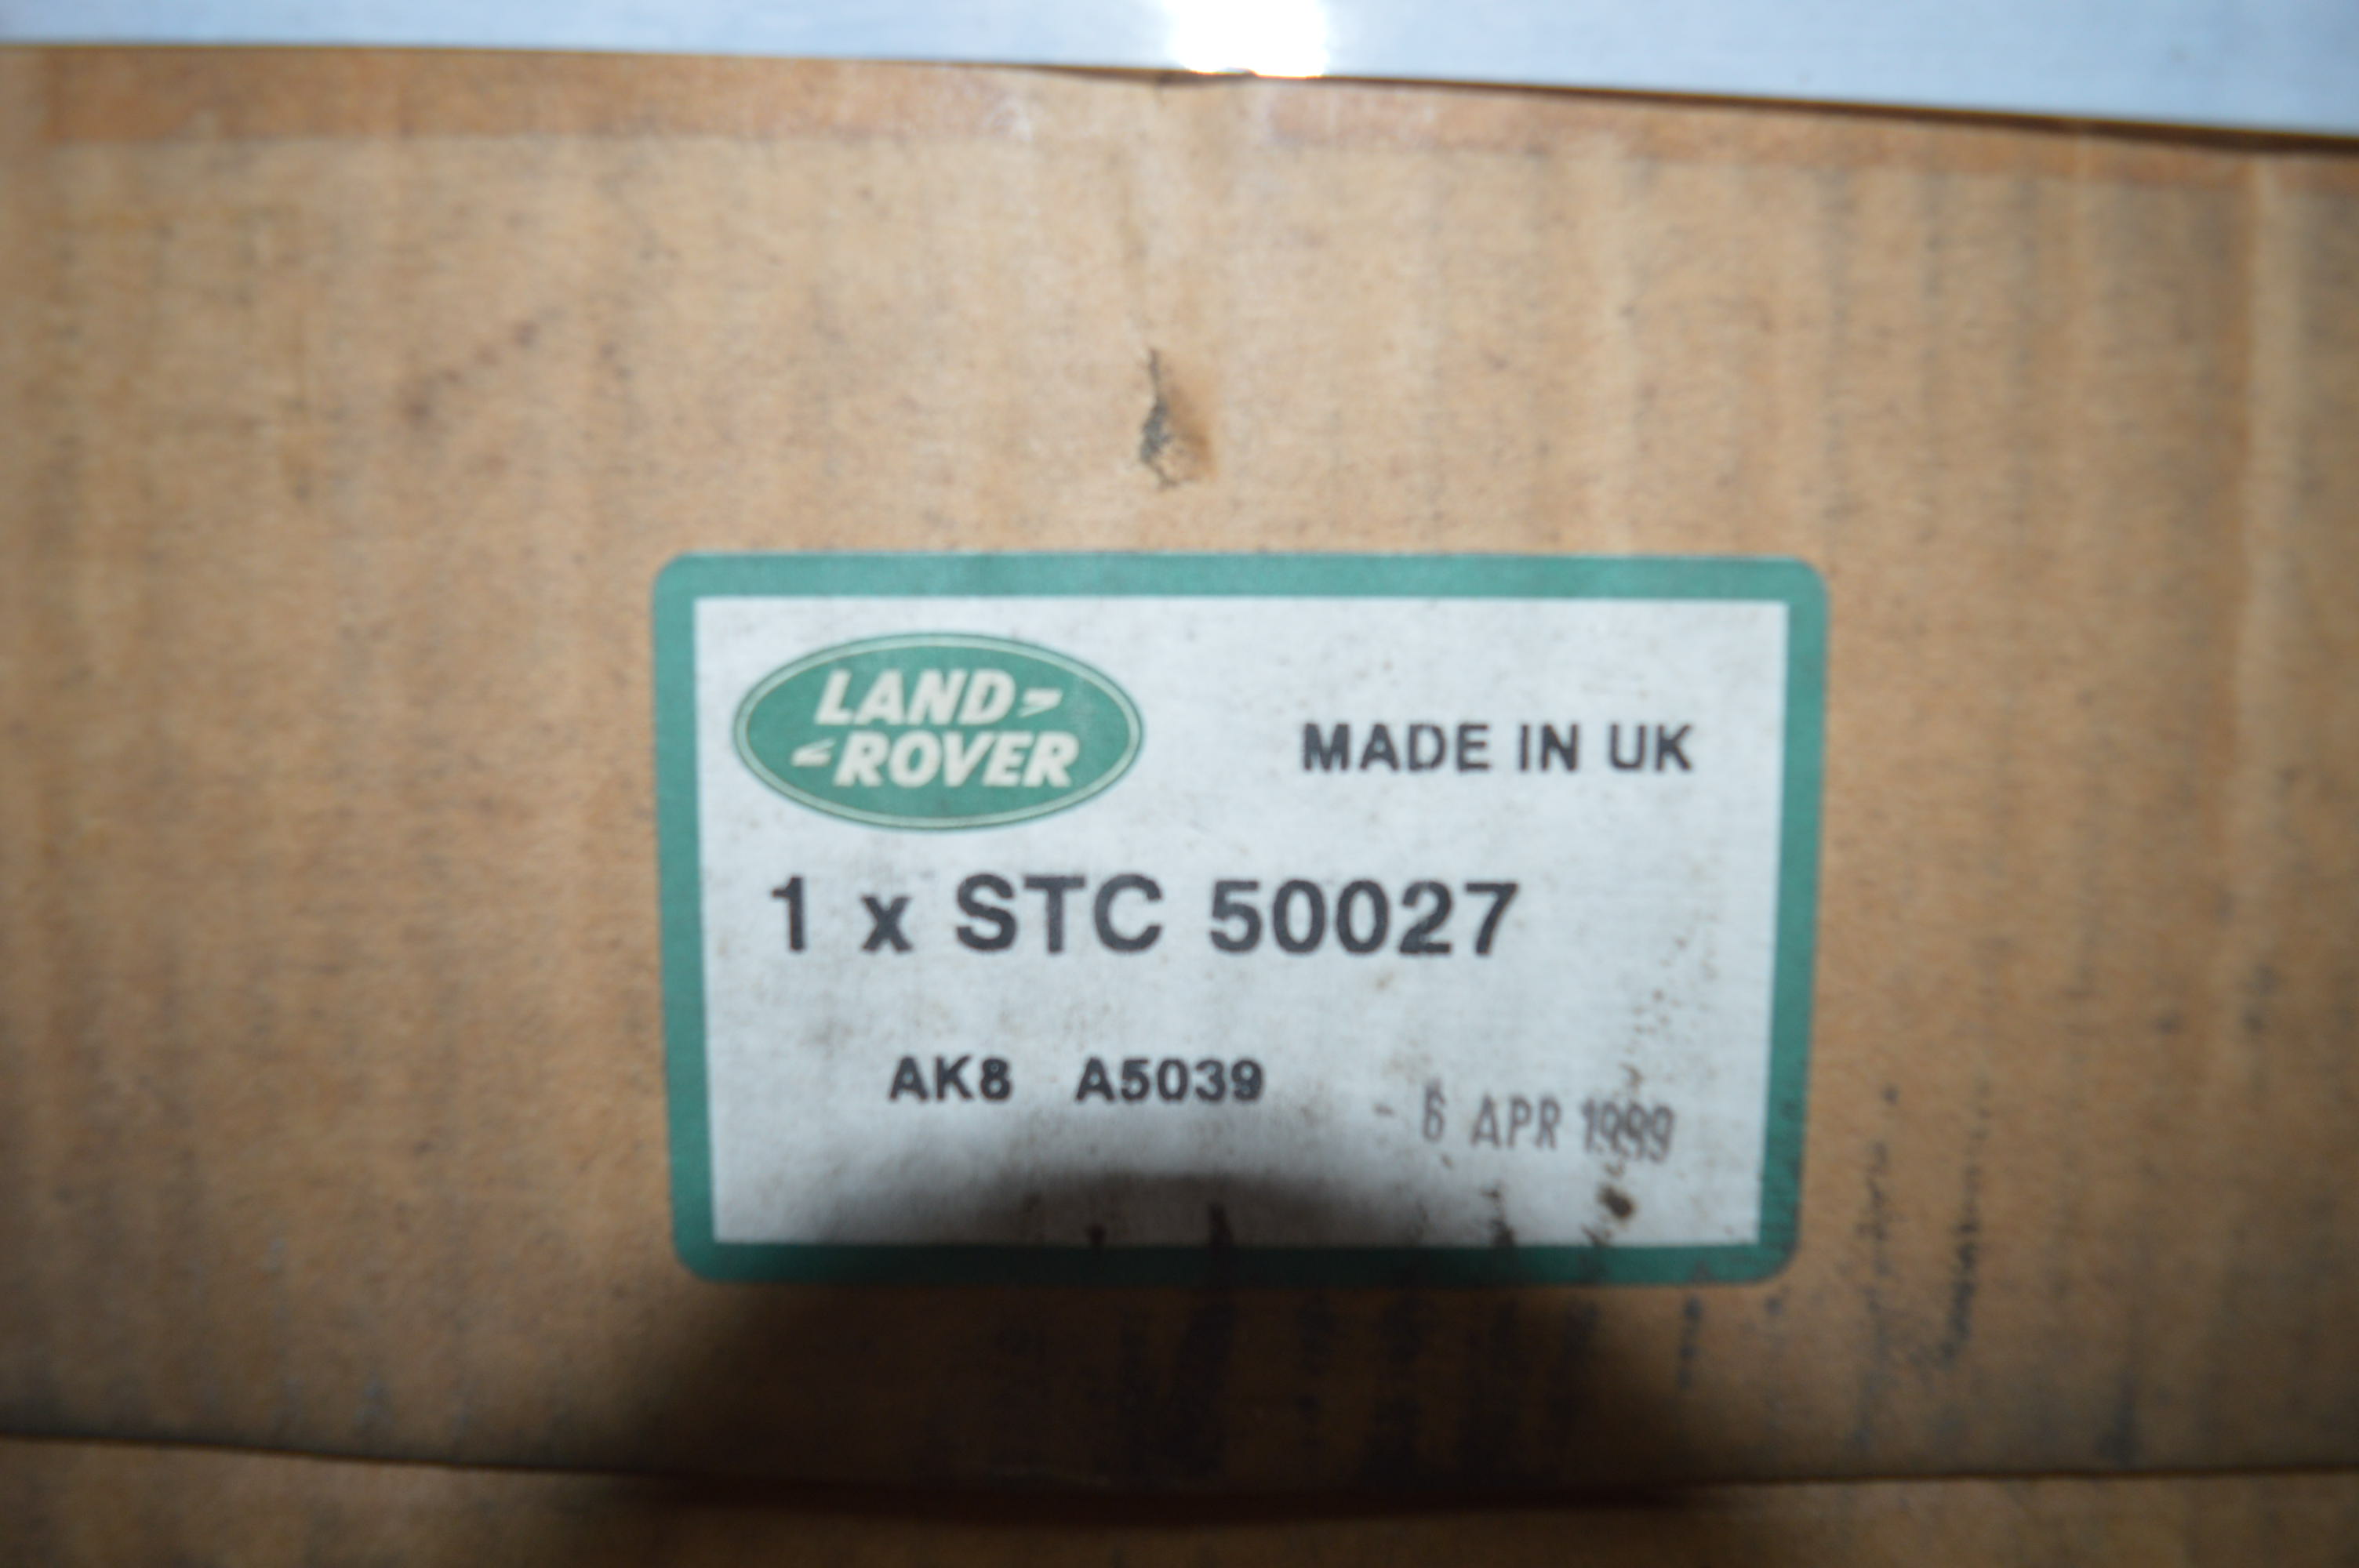 LAND-
-ROVER
MADE IN UK
1 x STC 50027
AK8 A5039
- 6 APR 1999